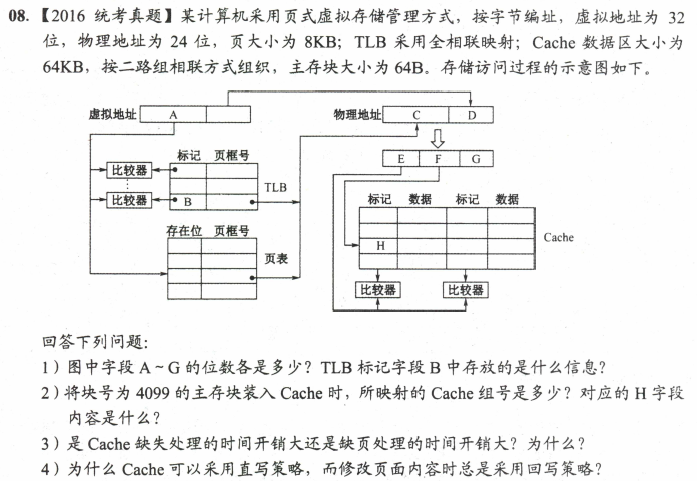 08. 【2016 统考真题】某计算机采用页式虚拟存储管理方式，按字节编址，虚拟地址为 32
位，物理地址为 24 位，页大小为 8KB；TLB 采用全相联映射；Cache 数据区大小为
64KB，按二路组相联方式组织，主存块大小为 64B。存储访问过程的示意图如下。
虚拟地址 A 物理地址 C D
E F G
标记 页框号
比较器
TLB
比较器 B
标记 数据 标记 数据
存在位 页框号
H
Cache
页表
比较器 比较器
回答下列问题：
1）图中字段 A～G 的位数各是多少？TLB 标记字段 B 中存放的是什么信息？
2）将块号为 4099 的主存块装入 Cache 时，所映射的 Cache 组号是多少？对应的 H 字段
内容是什么？
3）是 Cache 缺失处理的时间开销大还是缺页处理的时间开销大？为什么？
4）为什么 Cache 可以采用直写策略，而修改页面内容时总是采用回写策略？